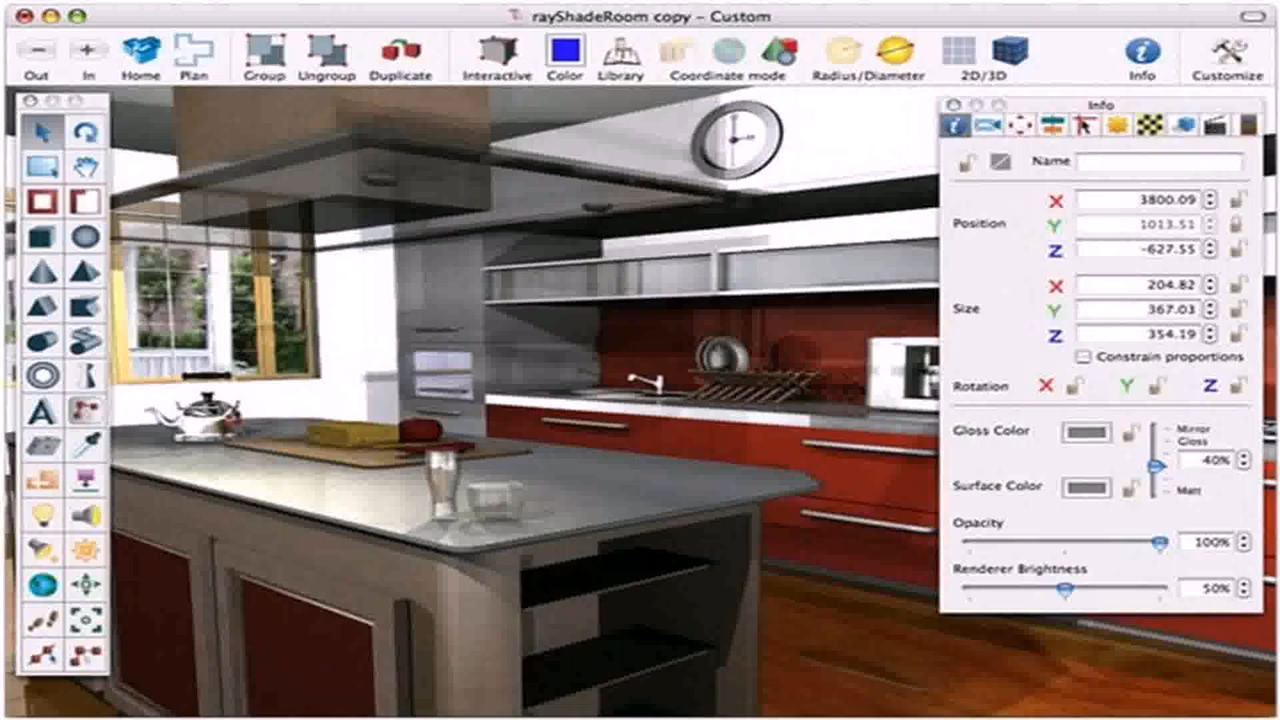 rayShadeRoom copy – Custom
Out In Home Plan Group Ungroup Duplicate Interactive Color Library Coordinate mode Radius/Diameter 2D/3D Info Customize
Info
Name
Position X 3800.09
Y 1013.51
Z -627.55
Size X 204.82
Y 367.03
Z 354.19
Constrain proportions
Rotation X Y Z
Gloss Color Mirror
Gloss
40%
Surface Color Matt
Opacity
100%
Renderer Brightness
50%